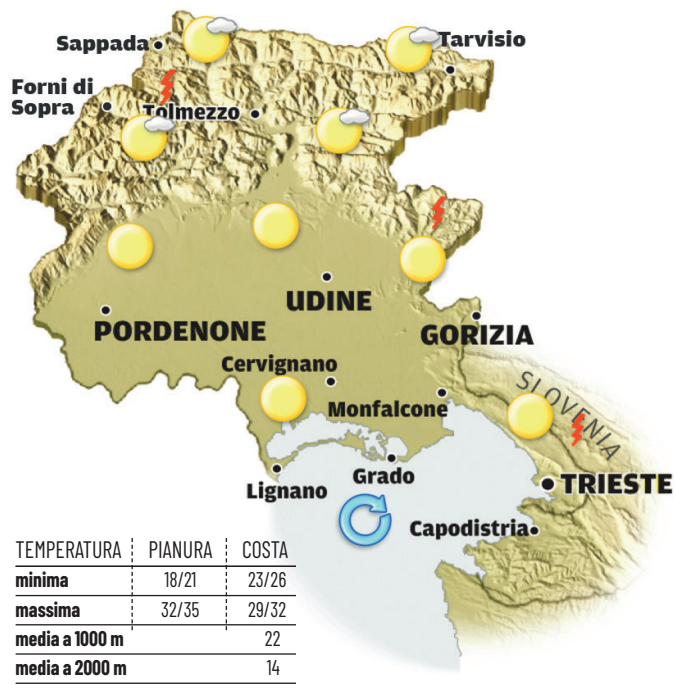 Sappada
Tarvisio
Forni di
Sopra
Tolmezzo
UDINE
PORDENONE
GORIZIA
Cervignano
SLOVENIA
Monfalcone
Grado
Lignano
TRIESTE
Capodistria
TEMPERATURA PIANURA COSTA
minima 18/21 23/26
massima 32/35 29/32
media a 1000 m 22
media a 2000 m 14